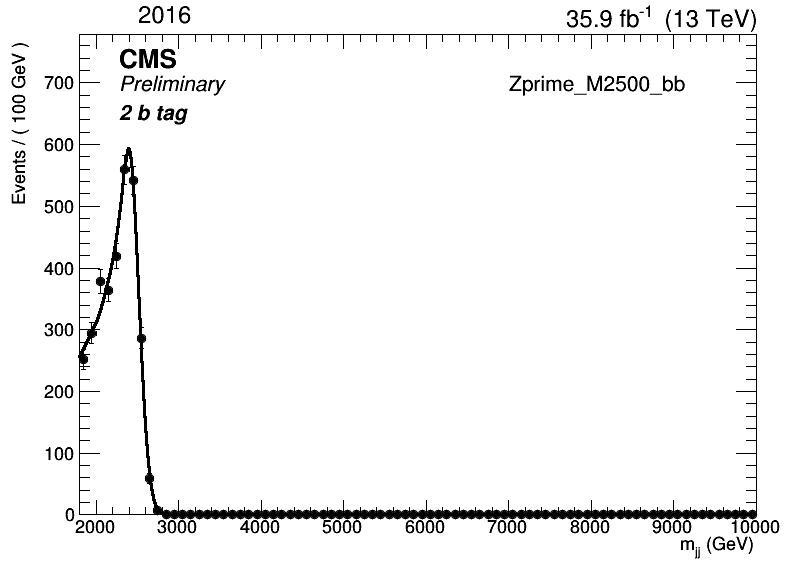 2016
35.9 fb⁻¹ (13 TeV)
CMS
Preliminary
2 b tag
Zprime_M2500_bb
Events / ( 100 GeV )
700
600
500
400
300
200
100
0
2000 3000 4000 5000 6000 7000 8000 9000 10000
m_jj (GeV)